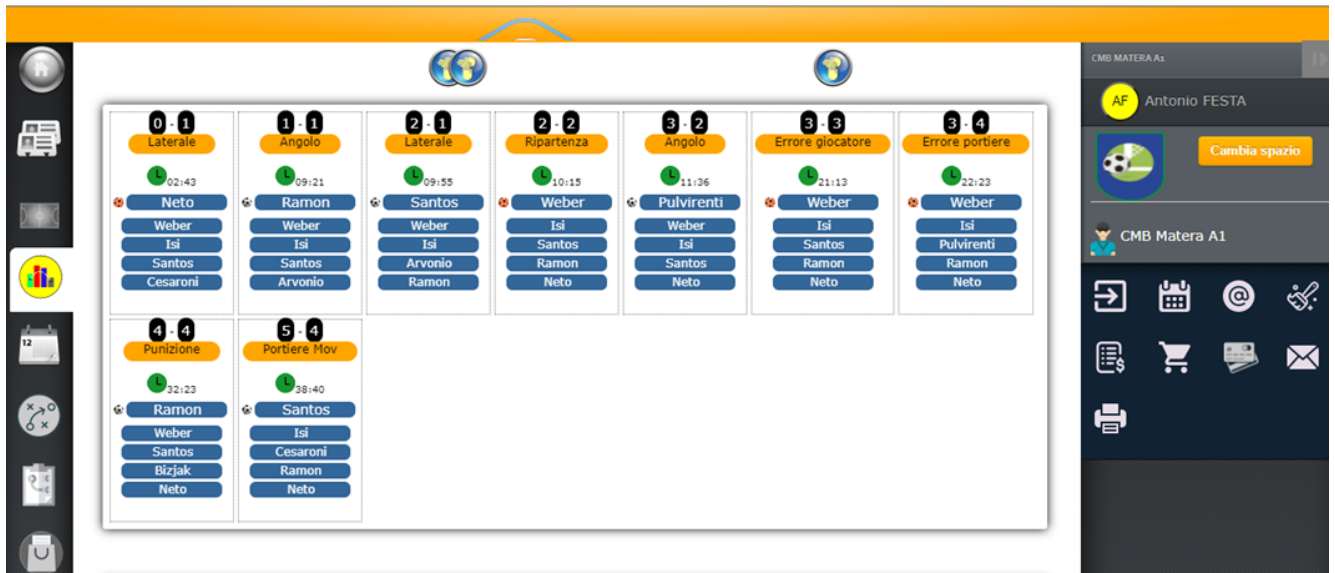 CMB MATERA A1
AF Antonio FESTA
Cambia spazio
CMB Matera A1
0 - 1
Laterale
02:43
Neto
Weber
Isi
Santos
Cesaroni
1 - 1
Angolo
09:21
Ramon
Weber
Isi
Santos
Arvonio
2 - 1
Laterale
09:55
Santos
Weber
Isi
Arvonio
Ramon
2 - 2
Ripartenza
10:15
Weber
Isi
Santos
Ramon
Neto
3 - 2
Angolo
11:36
Pulvirenti
Weber
Isi
Santos
Neto
3 - 3
Errore giocatore
21:13
Weber
Isi
Santos
Ramon
Neto
3 - 4
Errore portiere
22:23
Weber
Isi
Pulvirenti
Ramon
Neto
4 - 4
Punizione
32:23
Ramon
Weber
Santos
Bizjak
Neto
5 - 4
Portiere Mov
38:40
Santos
Isi
Cesaroni
Ramon
Neto
12